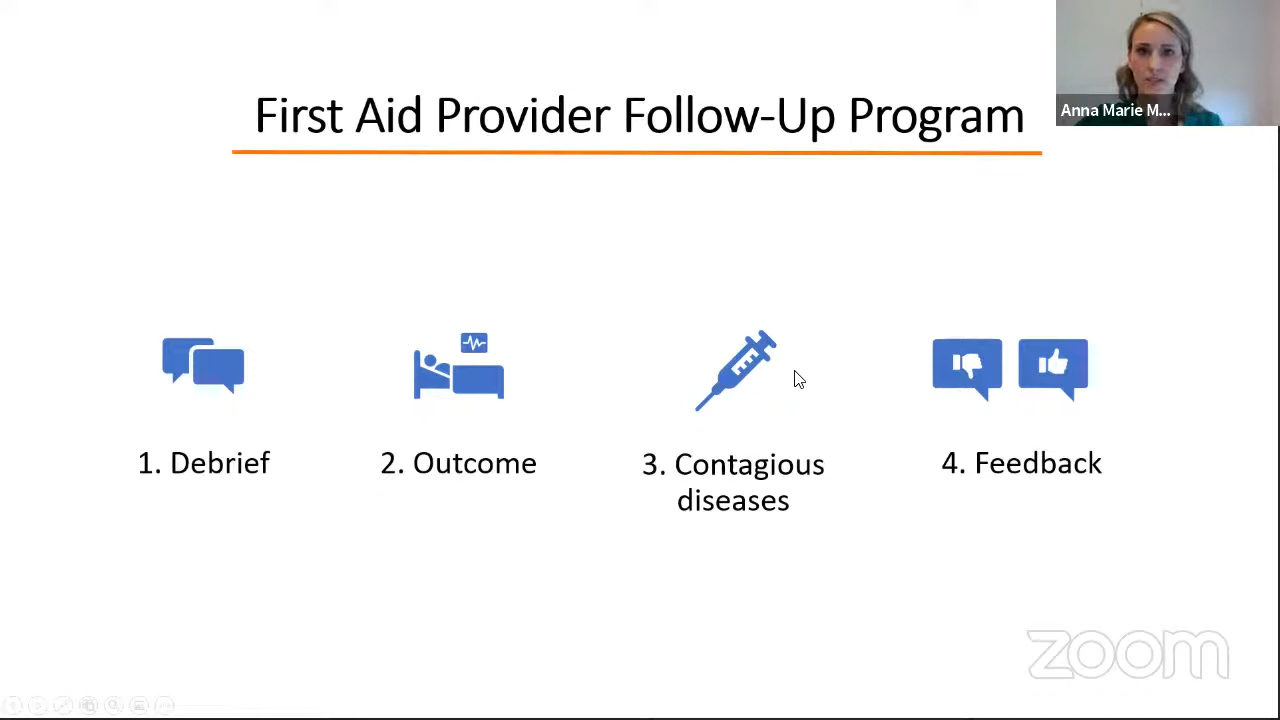 First Aid Provider Follow-Up Program
Anna Marie M...
1. Debrief
2. Outcome
3. Contagious
diseases
4. Feedback
zoom